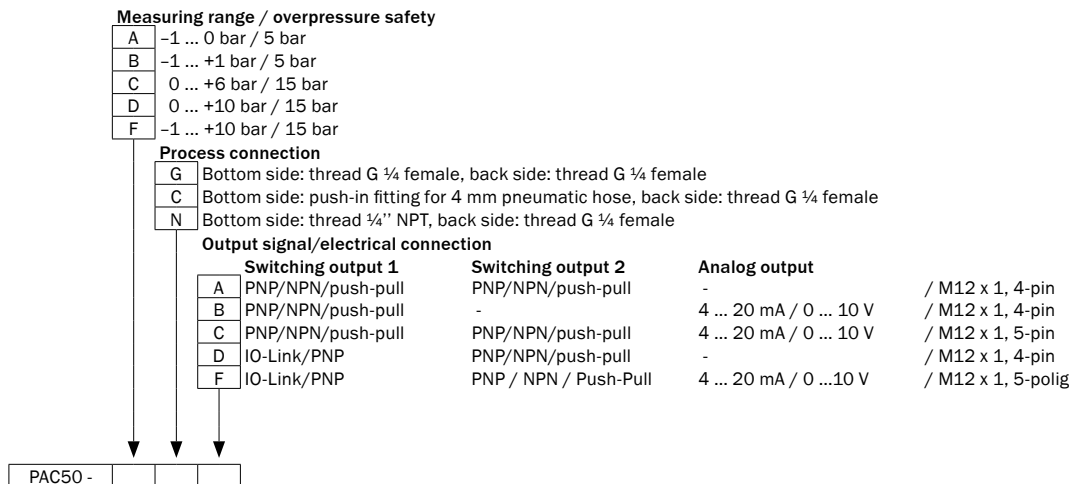 Measuring range / overpressure safety
A –1 ... 0 bar / 5 bar
B –1 ... +1 bar / 5 bar
C 0 ... +6 bar / 15 bar
D 0 ... +10 bar / 15 bar
F –1 ... +10 bar / 15 bar
Process connection
G Bottom side: thread G ¼ female, back side: thread G ¼ female
C Bottom side: push-in fitting for 4 mm pneumatic hose, back side: thread G ¼ female
N Bottom side: thread ¼’’ NPT, back side: thread G ¼ female
Output signal/electrical connection
Switching output 1 Switching output 2 Analog output
A PNP/NPN/push-pull PNP/NPN/push-pull - / M12 x 1, 4-pin
B PNP/NPN/push-pull - 4 ... 20 mA / 0 ... 10 V / M12 x 1, 4-pin
C PNP/NPN/push-pull PNP/NPN/push-pull 4 ... 20 mA / 0 ... 10 V / M12 x 1, 5-pin
D IO-Link/PNP PNP/NPN/push-pull - / M12 x 1, 4-pin
F IO-Link/PNP PNP / NPN / Push-Pull 4 ... 20 mA / 0 ...10 V / M12 x 1, 5-polig
PAC50 -